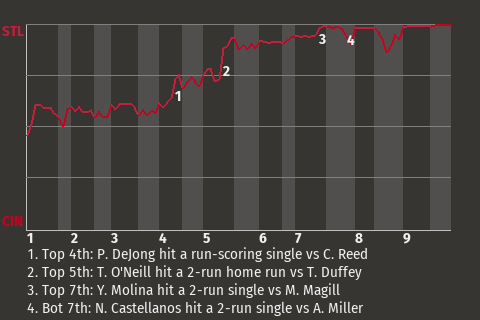 STL
1
2
3
4
CIN
1 2 3 4 5 6 7 8 9
1. Top 4th: P. DeJong hit a run-scoring single vs C. Reed
2. Top 5th: T. O'Neill hit a 2-run home run vs T. Duffey
3. Top 7th: Y. Molina hit a 2-run single vs M. Magill
4. Bot 7th: N. Castellanos hit a 2-run single vs A. Miller